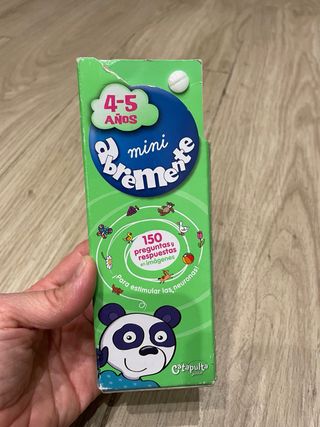 4-5
AÑOS
mini
abremente
150
preguntas y
respuestas
en imágenes
¡Para estimular las neuronas!
Catapulta